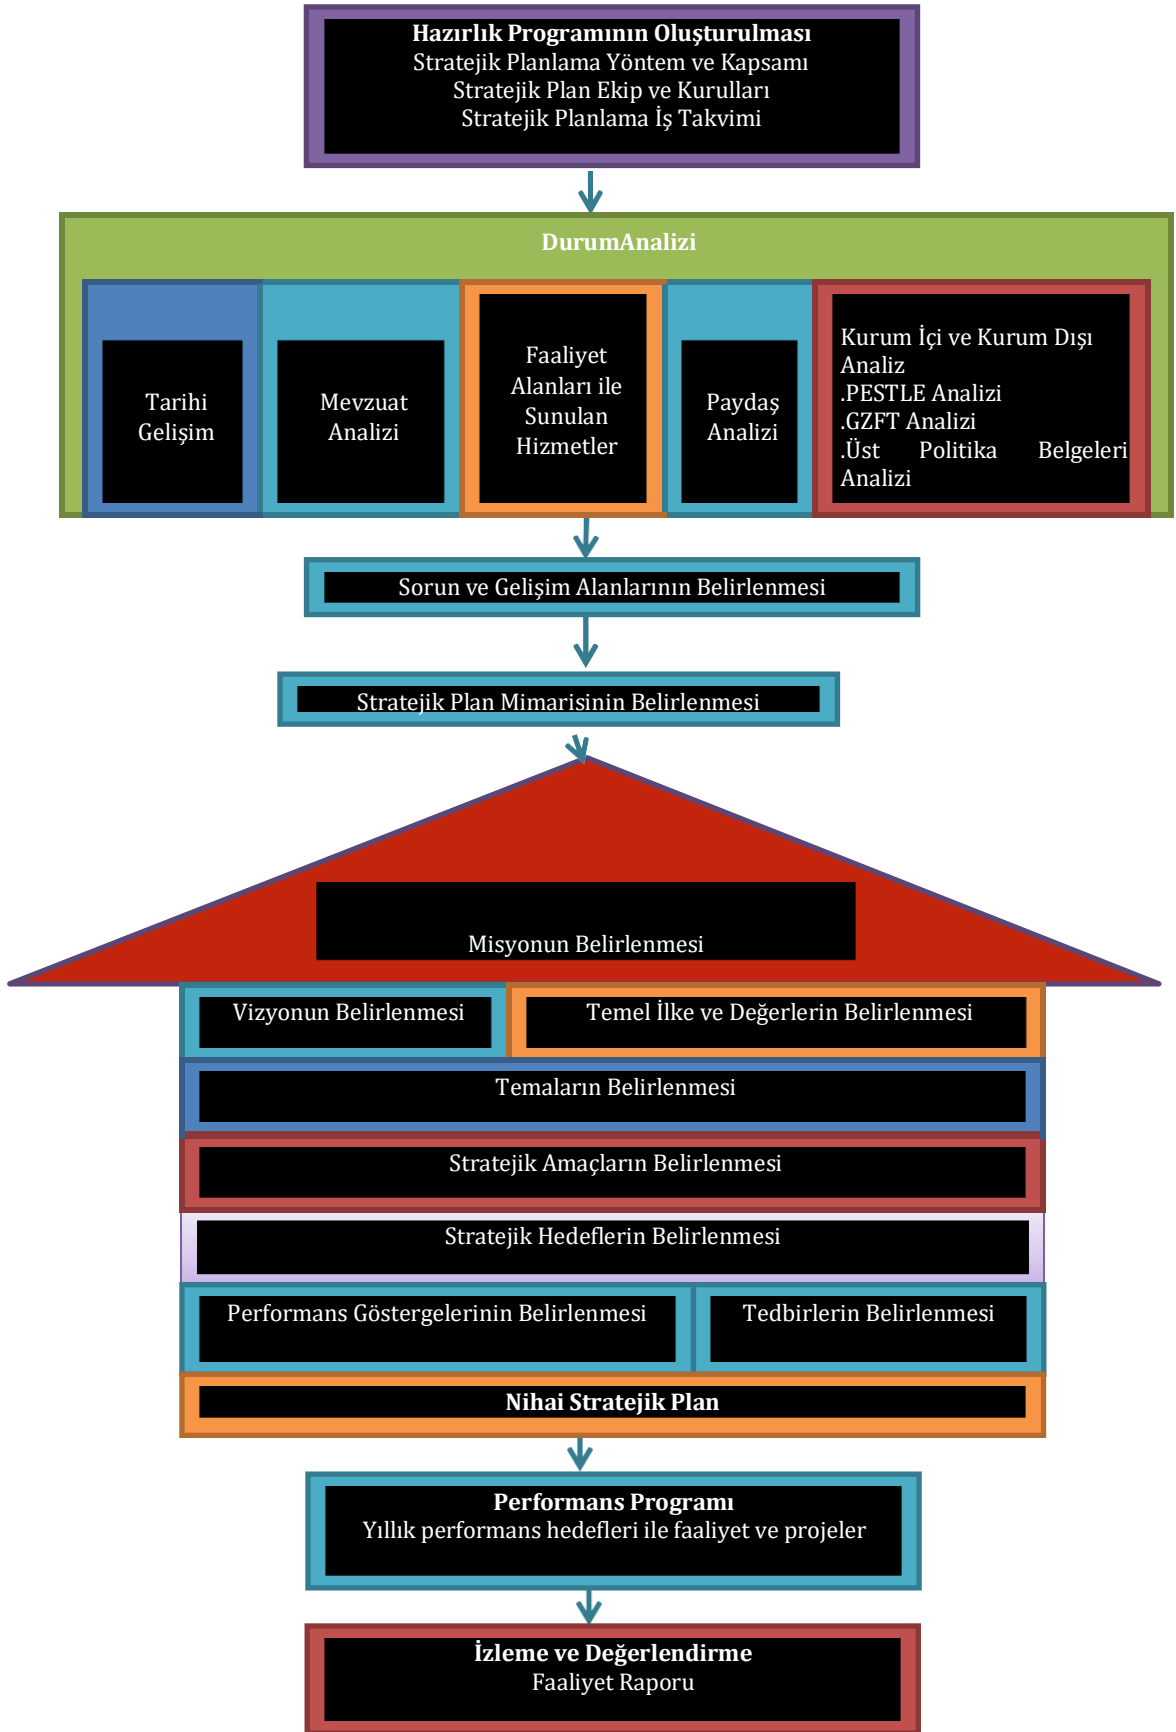 Hazırlık Programının Oluşturulması
Stratejik Planlama Yöntem ve Kapsamı
Stratejik Plan Ekip ve Kurulları
Stratejik Planlama İş Takvimi
DurumAnalizi
Tarihi
Gelişim
Mevzuat
Analizi
Faaliyet
Alanları ile
Sunulan
Hizmetler
Paydaş
Analizi
Kurum İçi ve Kurum Dışı
Analiz
.PESTLE Analizi
.GZFT Analizi
.Üst Politika Belgeleri
Analizi
Sorun ve Gelişim Alanlarının Belirlenmesi
Stratejik Plan Mimarisinin Belirlenmesi
Misyonun Belirlenmesi
Vizyonun Belirlenmesi
Temel İlke ve Değerlerin Belirlenmesi
Temaların Belirlenmesi
Stratejik Amaçların Belirlenmesi
Stratejik Hedeflerin Belirlenmesi
Performans Göstergelerinin Belirlenmesi
Tedbirlerin Belirlenmesi
Nihai Stratejik Plan
Performans Programı
Yıllık performans hedefleri ile faaliyet ve projeler
İzleme ve Değerlendirme
Faaliyet Raporu